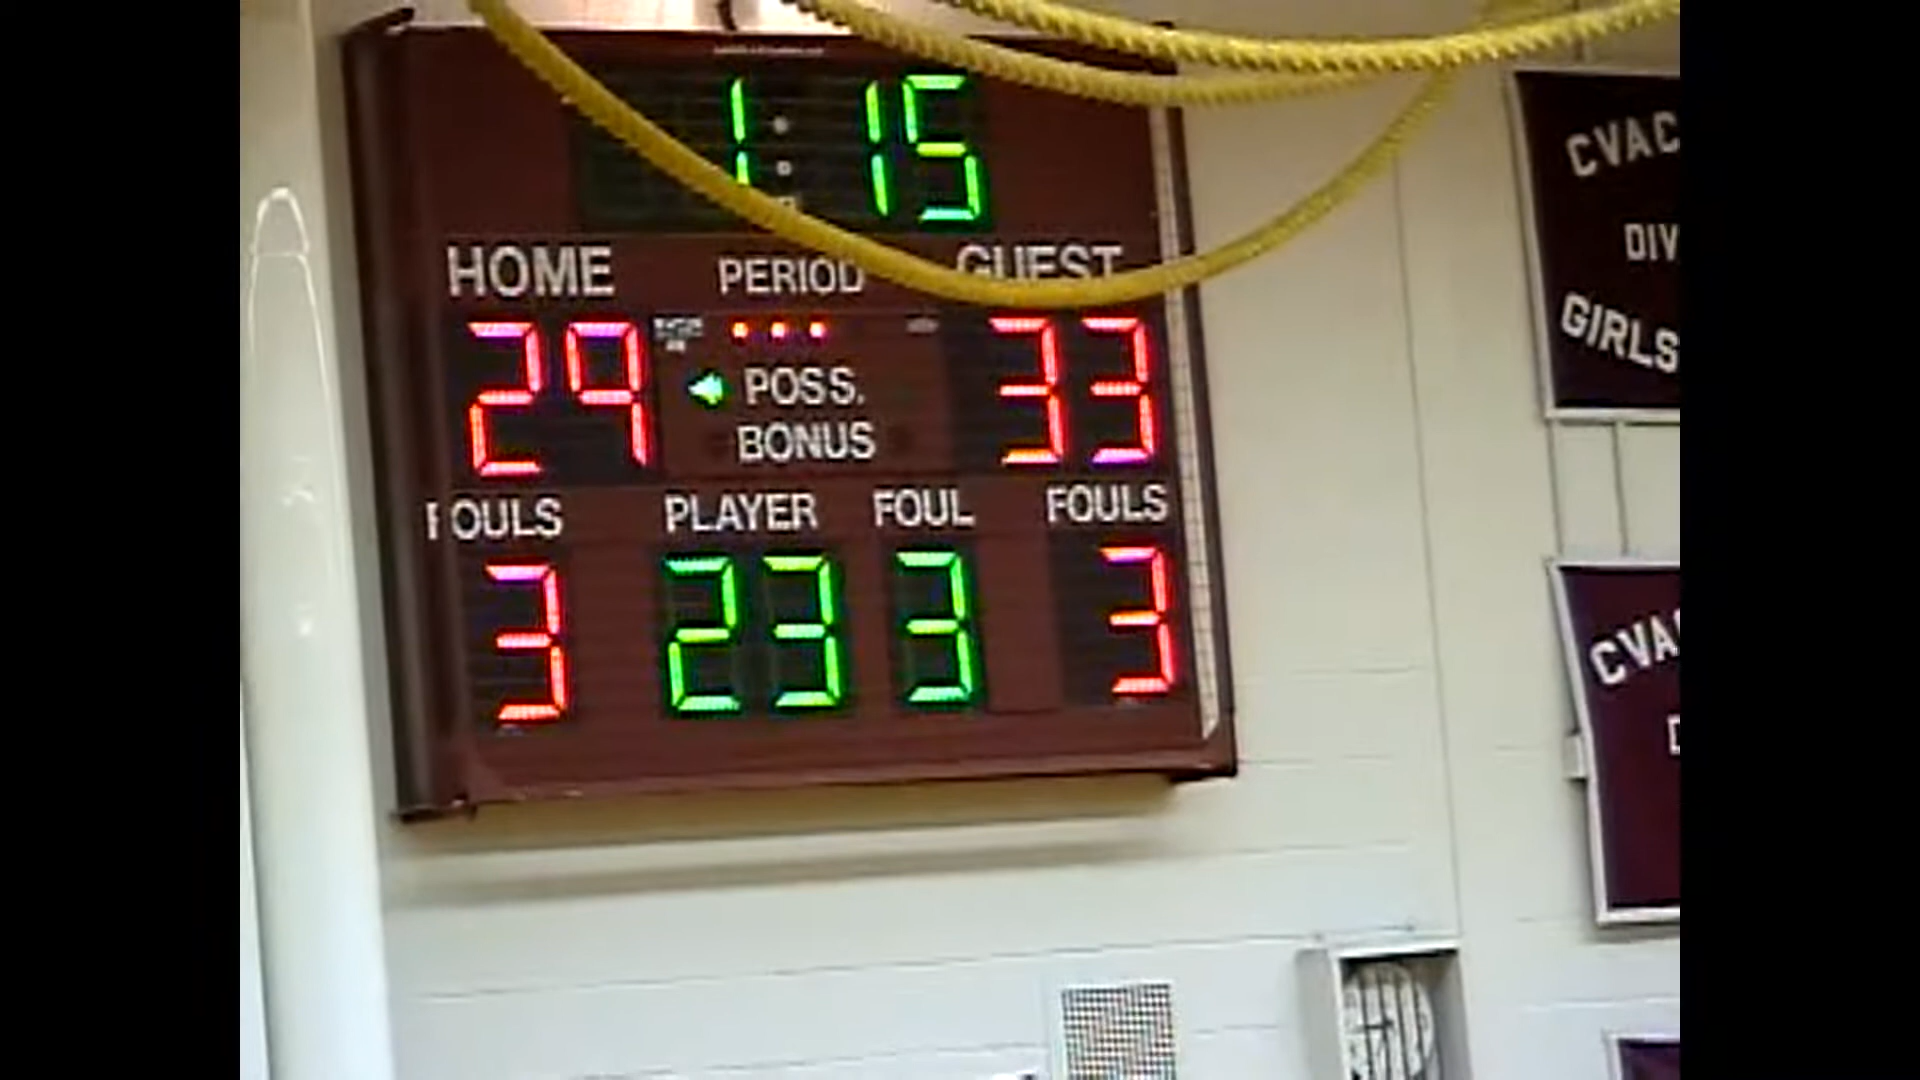 1:15
HOME PERIOD GUEST
29 33
POSS.
BONUS
FOULS PLAYER FOUL FOULS
3 23 3 3
CVAC
DIV
GIRLS
CVA